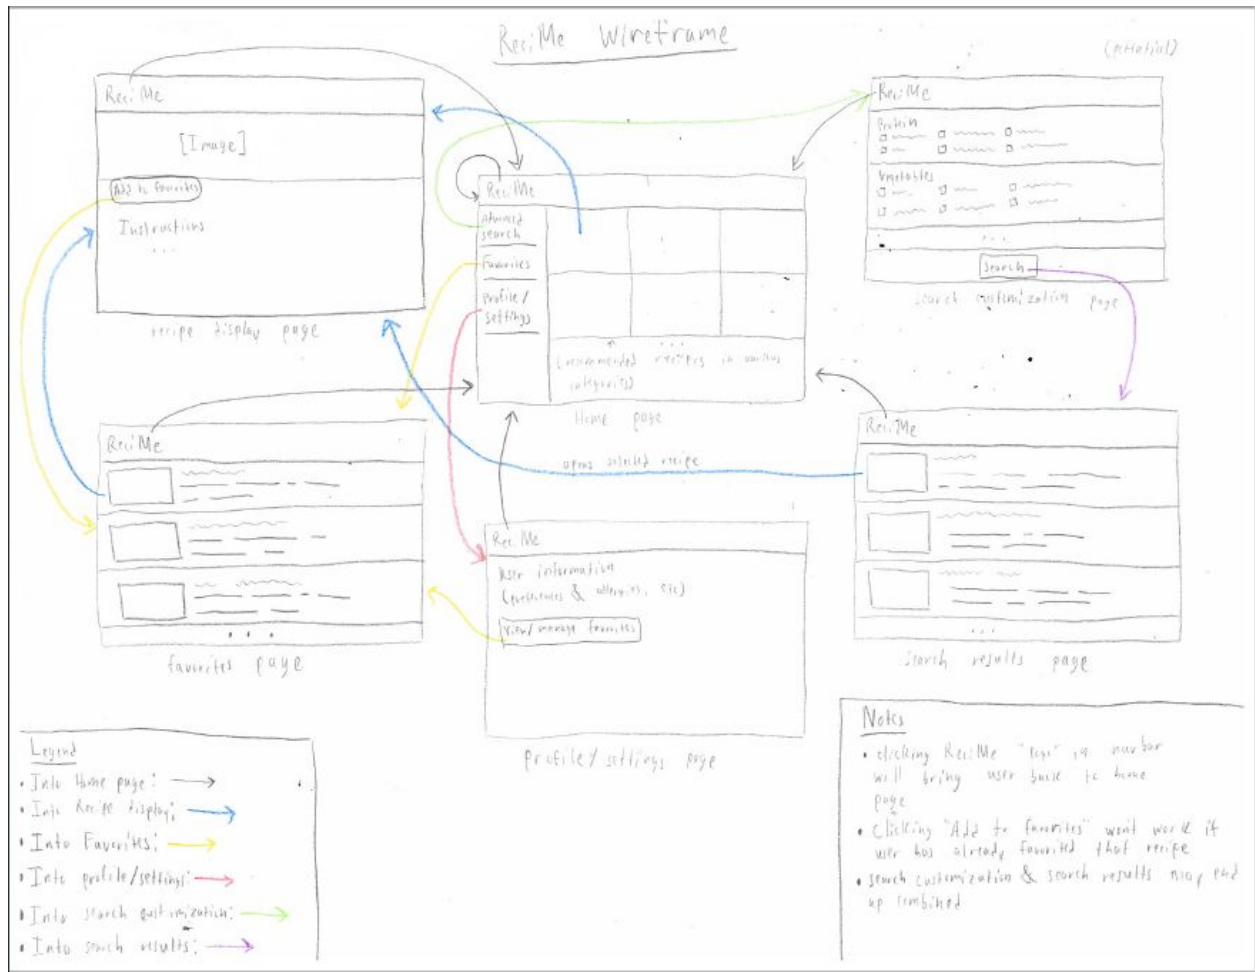 ReciMe Wireframe
(potential)
ReciMe
[Image]
Add to favorites
Instructions
...
recipe display page
ReciMe
Advanced
search
Favorites
Profile/
settings
...
(recommended recipes in various
categories)
Home page
ReciMe
Protein
Vegetables
...
Search
search customization page
ReciMe
...
favorites page
opens selected recipe
ReciMe
User information
(preferences & allergies, etc)
View/manage favorites
profile/settings page
ReciMe
...
search results page
Legend
• Into Home page:
• Into Recipe display:
• Into Favorites:
• Into profile/settings:
• Into search customization:
• Into search results:
Notes
• clicking ReciMe "logo" in navbar
will bring user back to home
page
• Clicking "Add to favorites" wont work if
user has already favorited that recipe
• search customization & search results may end
up combined